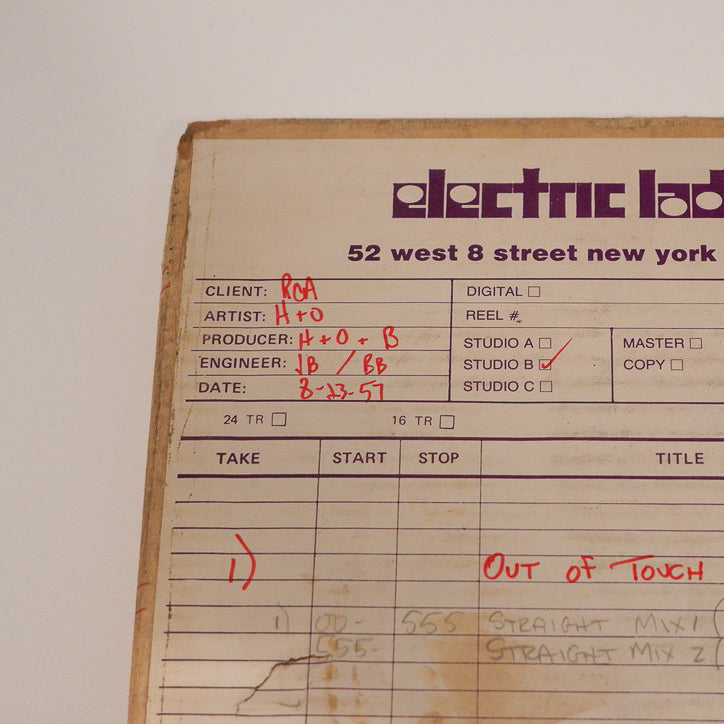 electric lad
52 west 8 street new york
CLIENT: RCA
ARTIST: H+O
PRODUCER: H + O + B
ENGINEER: JB / BB
DATE: 8-23-57
DIGITAL
REEL #
STUDIO A
STUDIO B
STUDIO C
MASTER
COPY
24 TR
16 TR
TAKE START STOP TITLE
1) OUT OF TOUCH
1) 00- 555 STRAIGHT MIX 1 (
555- STRAIGHT MIX 2 (